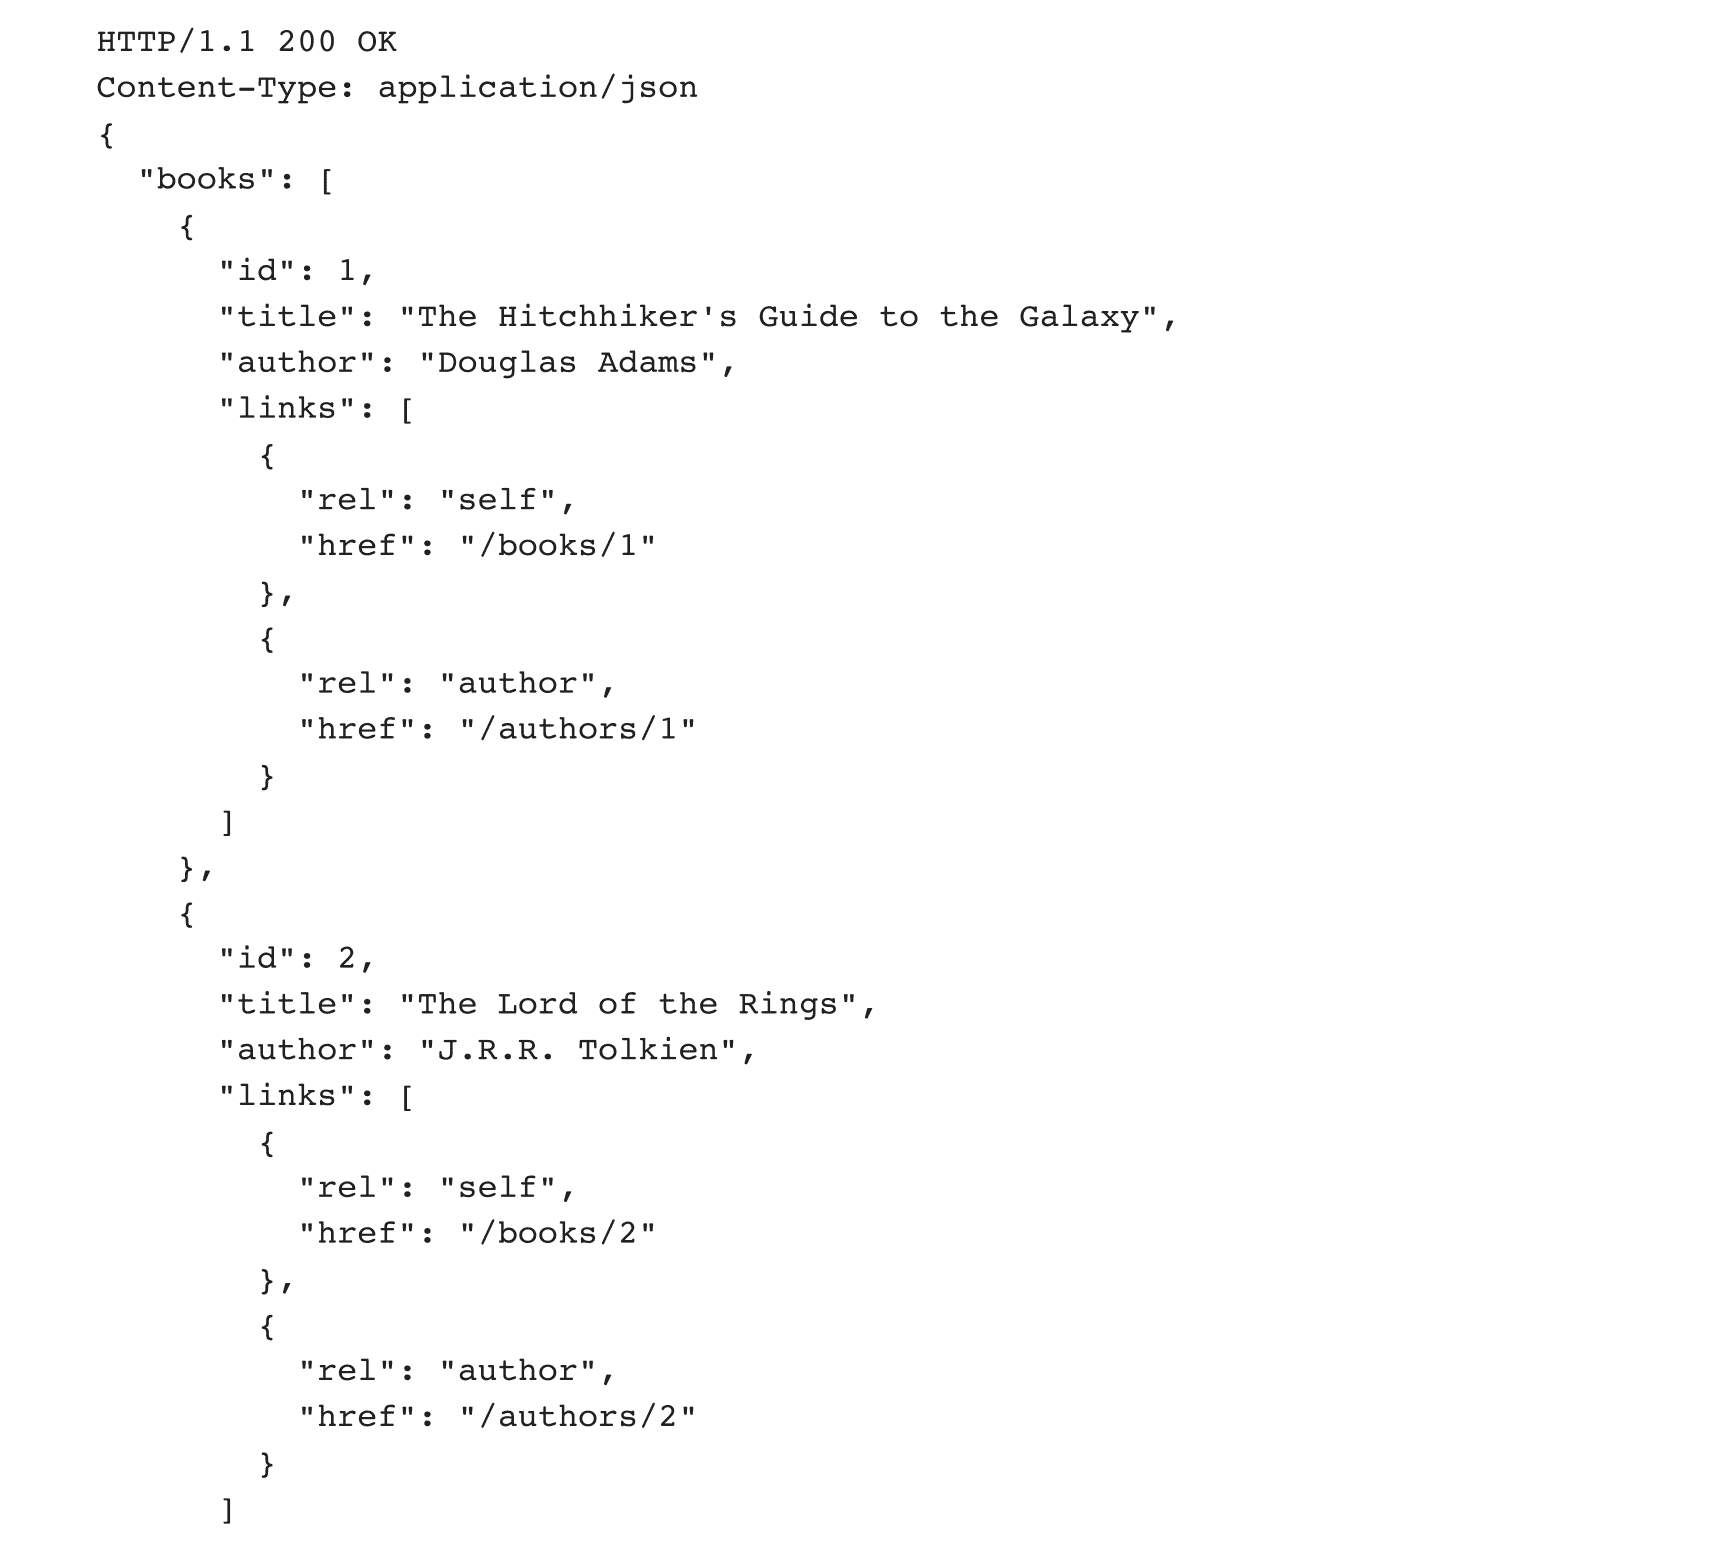 HTTP/1.1 200 OK
Content-Type: application/json
{
  "books": [
    {
      "id": 1,
      "title": "The Hitchhiker's Guide to the Galaxy",
      "author": "Douglas Adams",
      "links": [
        {
          "rel": "self",
          "href": "/books/1"
        },
        {
          "rel": "author",
          "href": "/authors/1"
        }
      ]
    },
    {
      "id": 2,
      "title": "The Lord of the Rings",
      "author": "J.R.R. Tolkien",
      "links": [
        {
          "rel": "self",
          "href": "/books/2"
        },
        {
          "rel": "author",
          "href": "/authors/2"
        }
      ]